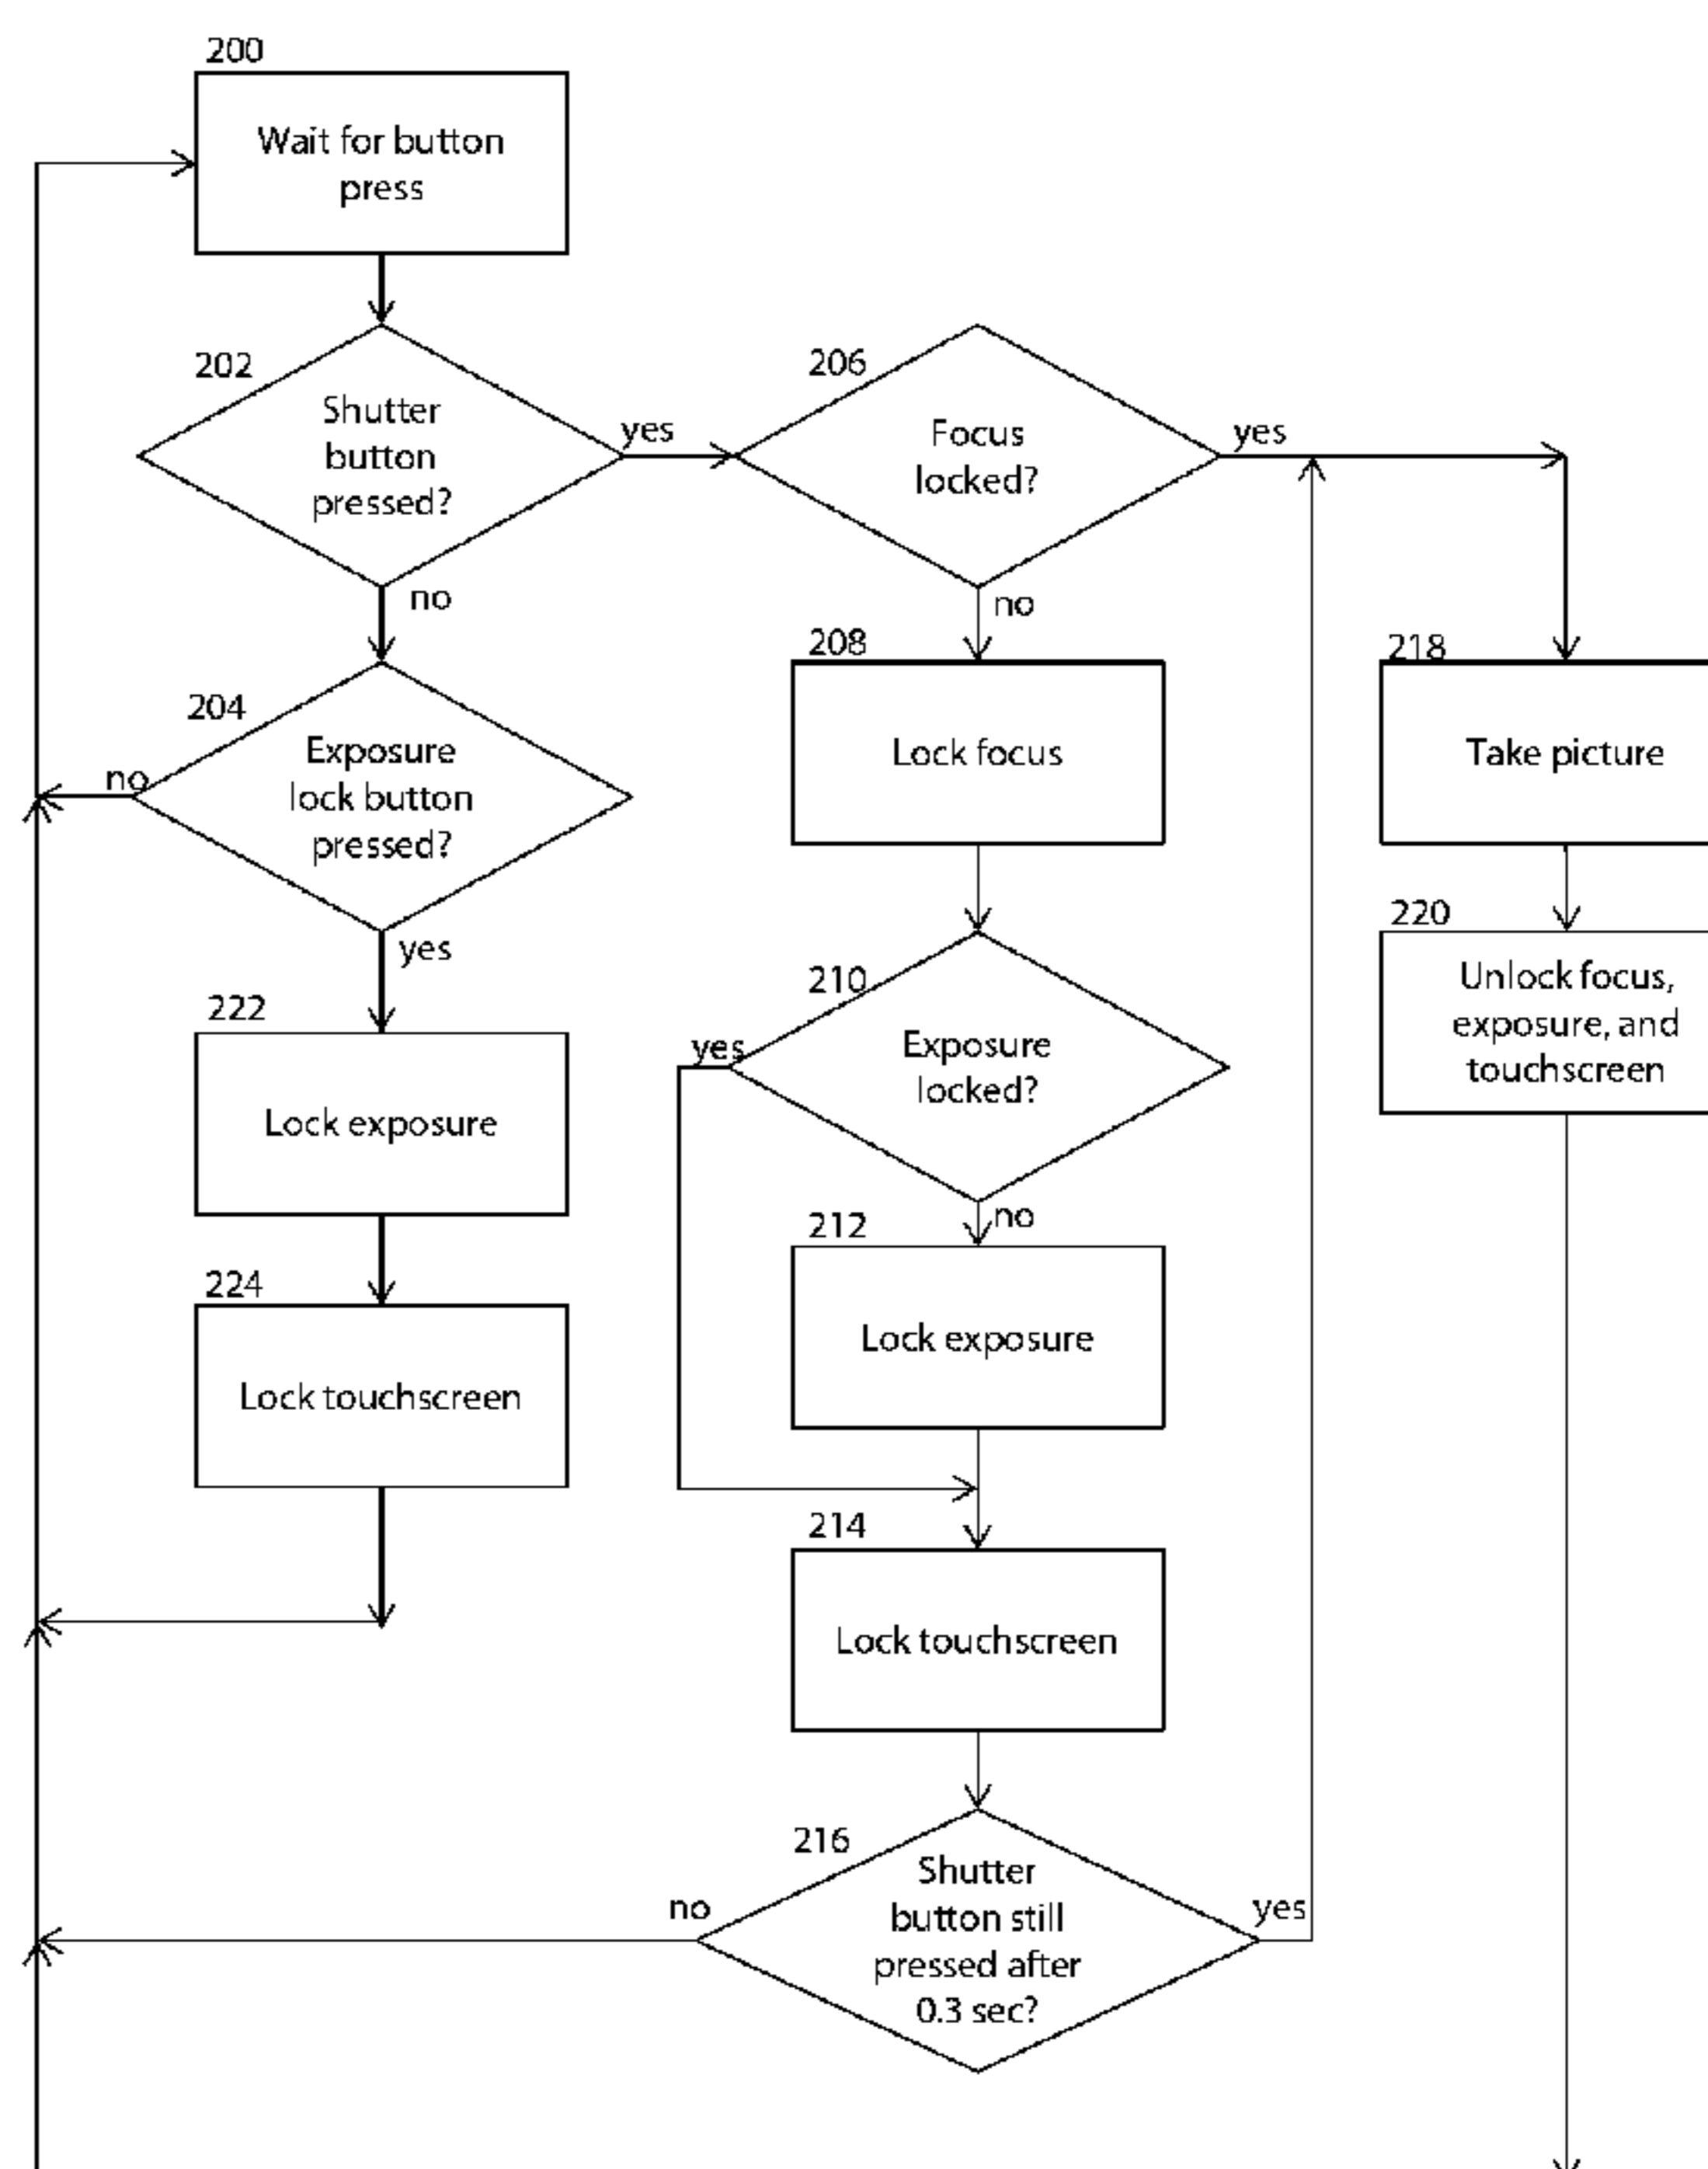 200
Wait for button
press
202
Shutter
button
pressed?
yes
no
206
Focus
locked?
yes
no
204
Exposure
lock button
pressed?
no
yes
208
Lock focus
218
Take picture
220
Unlock focus,
exposure, and
touchscreen
222
Lock exposure
210
Exposure
locked?
yes
no
212
Lock exposure
224
Lock touchscreen
214
Lock touchscreen
216
Shutter
button still
pressed after
0.3 sec?
no
yes